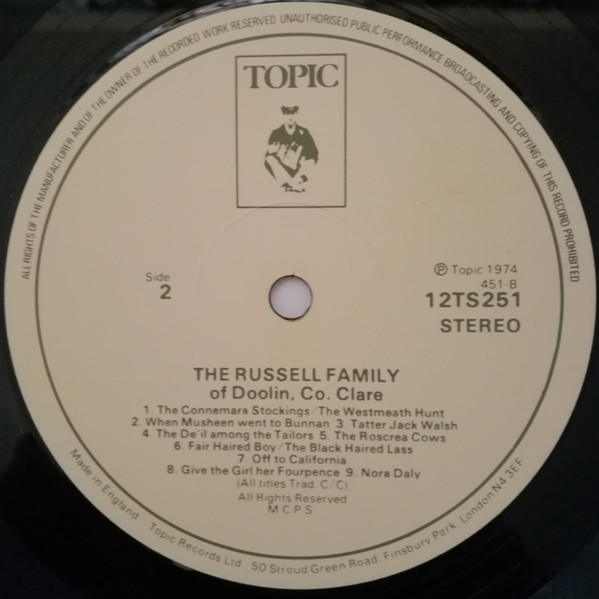 ALL RIGHTS OF THE MANUFACTURER AND OF THE OWNER OF THE RECORDED WORK RESERVED. UNAUTHORISED PUBLIC PERFORMANCE BROADCASTING AND COPYING OF THIS RECORD PROHIBITED
TOPIC
Side
2
Ⓟ Topic 1974
451-B
12TS251
STEREO
THE RUSSELL FAMILY
of Doolin, Co. Clare
1. The Connemara Stockings/The Westmeath Hunt
2. When Musheen went to Bunnan 3. Tatter Jack Walsh
4. The De'il among the Tailors 5. The Roscrea Cows
6. Fair Haired Boy/The Black Haired Lass
7. Off to California
8. Give the Girl her Fourpence 9. Nora Daly
(All titles Trad. C/C)
All Rights Reserved
M C P S
Made in England Topic Records Ltd. 50 Stroud Green Road, Finsbury Park, London N4 3EF